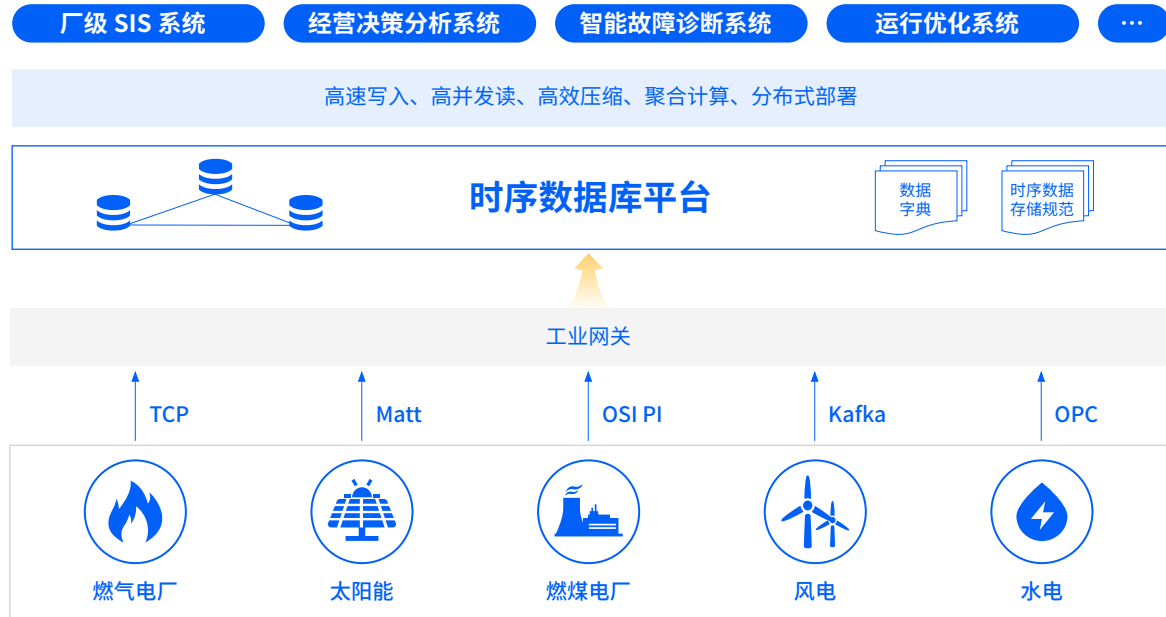 厂级 SIS 系统
经营决策分析系统
智能故障诊断系统
运行优化系统
…
高速写入、高并发读、高效压缩、聚合计算、分布式部署
时序数据库平台
数据
字典
时序数据
存储规范
工业网关
TCP
Matt
OSI PI
Kafka
OPC
燃气电厂
太阳能
燃煤电厂
风电
水电